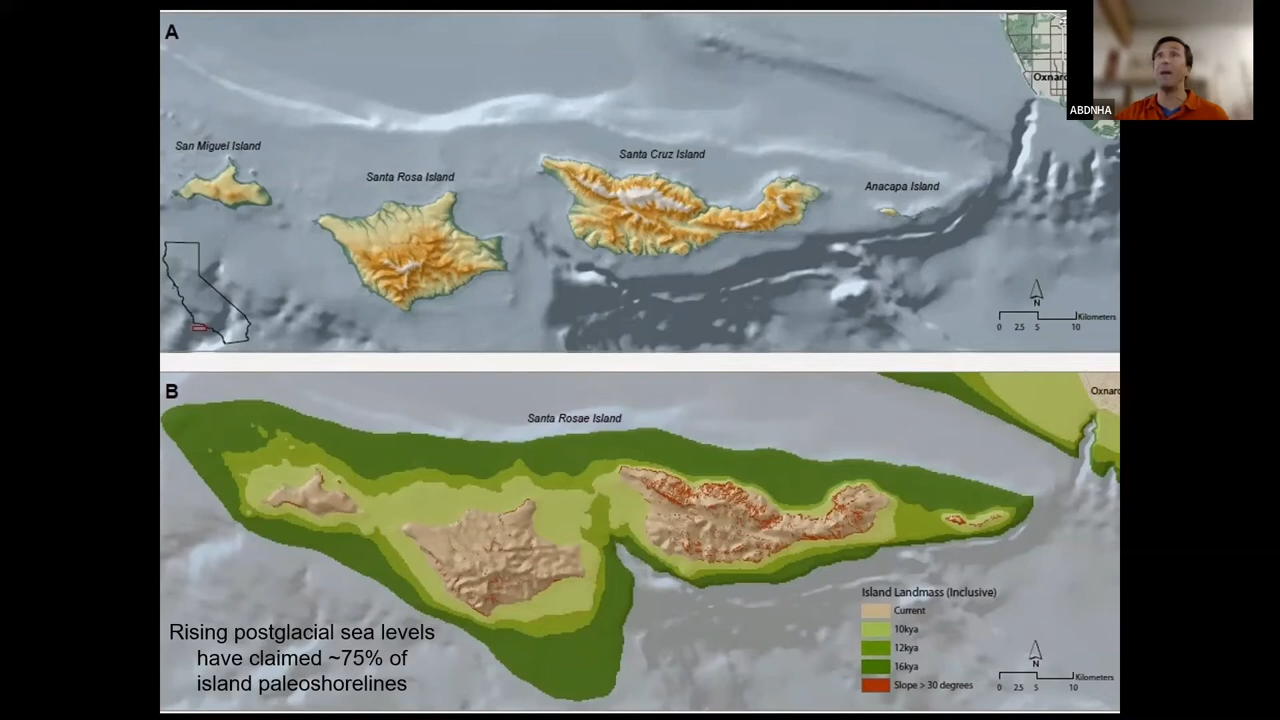 A
Oxnard
ABDNHA
San Miguel Island
Santa Rosa Island
Santa Cruz Island
Anacapa Island
N
0 2.5 5 10 Kilometers
B
Oxnard
Santa Rosae Island
Island Landmass (Inclusive)
Current
10kya
12kya
16kya
Slope > 30 degrees
N
0 2.5 5 10 Kilometers
Rising postglacial sea levels
have claimed ~75% of
island paleoshorelines